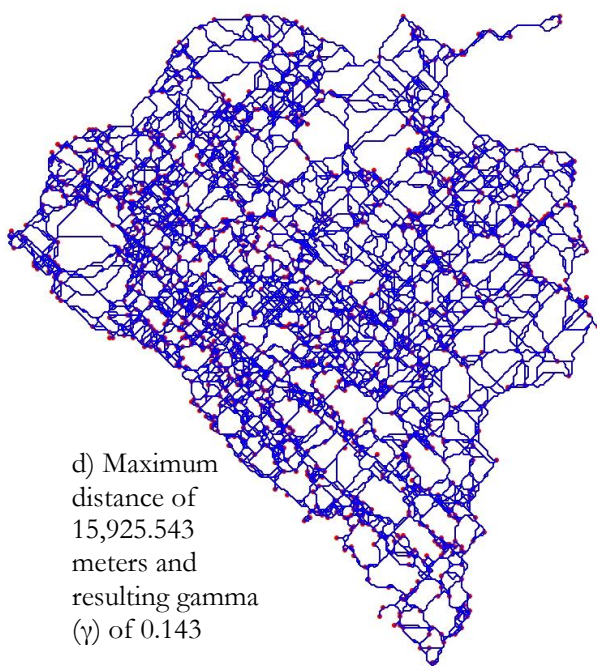 d) Maximum
distance of
15,925.543
meters and
resulting gamma
(γ) of 0.143